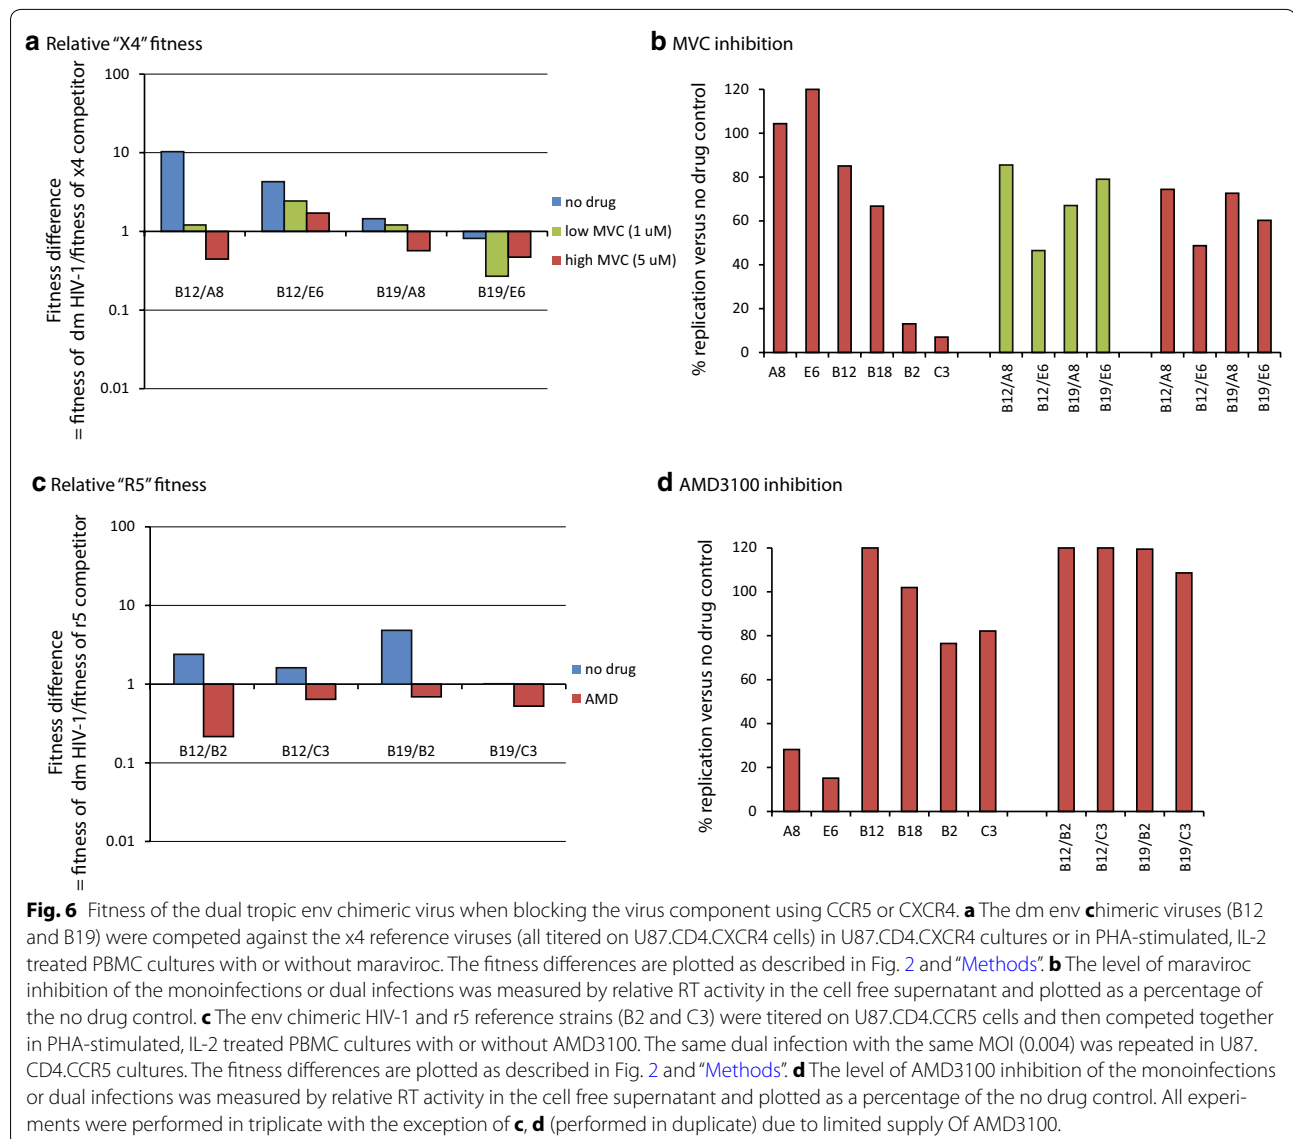 a Relative “X4” fitness
Fitness difference
= fitness of dm HIV-1/fitness of x4 competitor
100
10
1
0.1
0.01
B12/A8
B12/E6
B19/A8
B19/E6
no drug
low MVC (1 uM)
high MVC (5 uM)
b MVC inhibition
% replication versus no drug control
120
100
80
60
40
20
0
A8
E6
B12
B18
B2
C3
B12/A8
B12/E6
B19/A8
B19/E6
B12/A8
B12/E6
B19/A8
B19/E6
c Relative “R5” fitness
Fitness difference
= fitness of dm HIV-1/fitness of r5 competitor
100
10
1
0.1
0.01
B12/B2
B12/C3
B19/B2
B19/C3
no drug
AMD
d AMD3100 inhibition
% replication versus no drug control
120
100
80
60
40
20
0
A8
E6
B12
B18
B2
C3
B12/B2
B12/C3
B19/B2
B19/C3
Fig. 6 Fitness of the dual tropic env chimeric virus when blocking the virus component using CCR5 or CXCR4. a The dm env chimeric viruses (B12
and B19) were competed against the x4 reference viruses (all titered on U87.CD4.CXCR4 cells) in U87.CD4.CXCR4 cultures or in PHA-stimulated, IL-2
treated PBMC cultures with or without maraviroc. The fitness differences are plotted as described in Fig. 2 and “Methods”. b The level of maraviroc
inhibition of the monoinfections or dual infections was measured by relative RT activity in the cell free supernatant and plotted as a percentage of
the no drug control. c The env chimeric HIV-1 and r5 reference strains (B2 and C3) were titered on U87.CD4.CCR5 cells and then competed together
in PHA-stimulated, IL-2 treated PBMC cultures with or without AMD3100. The same dual infection with the same MOI (0.004) was repeated in U87.
CD4.CCR5 cultures. The fitness differences are plotted as described in Fig. 2 and “Methods”. d The level of AMD3100 inhibition of the monoinfections
or dual infections was measured by relative RT activity in the cell free supernatant and plotted as a percentage of the no drug control. All experi-
ments were performed in triplicate with the exception of c, d (performed in duplicate) due to limited supply Of AMD3100.